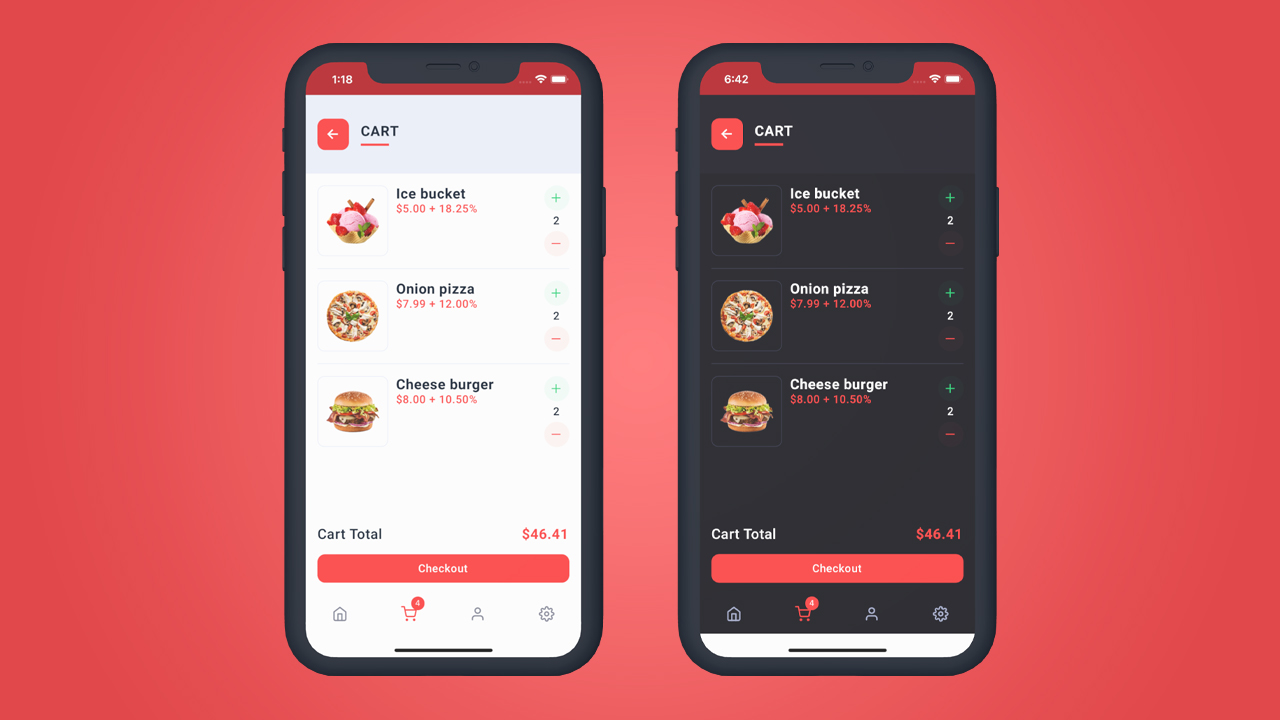 1:18
CART
Ice bucket
$5.00 + 18.25%
2
Onion pizza
$7.99 + 12.00%
2
Cheese burger
$8.00 + 10.50%
2
Cart Total $46.41
Checkout
4
6:42
CART
Ice bucket
$5.00 + 18.25%
2
Onion pizza
$7.99 + 12.00%
2
Cheese burger
$8.00 + 10.50%
2
Cart Total $46.41
Checkout
4